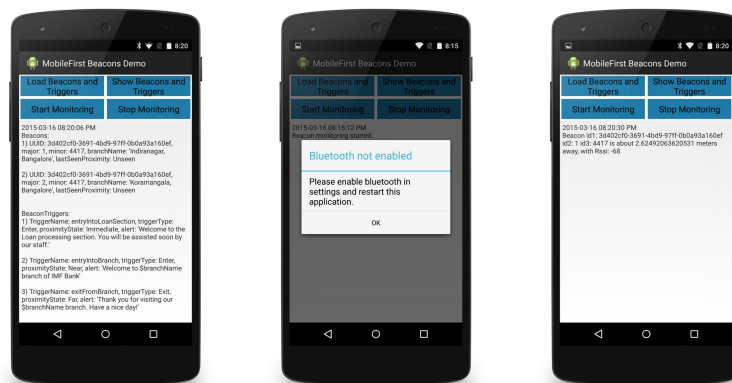 8:20
MobileFirst Beacons Demo
Load Beacons and
Triggers
Show Beacons and
Triggers
Start Monitoring
Stop Monitoring
2015-03-16 08:20:06 PM
Beacons:
1) UUID: 3d402cf0-3691-4bd9-97ff-0b0a93a160ef,
major: 1, minor: 4417, branchName: 'Indiranagar,
Bangalore', lastSeenProximity: Unseen
2) UUID: 3d402cf0-3691-4bd9-97ff-0b0a93a160ef,
major: 2, minor: 4417, branchName: 'Koramangala,
Bangalore', lastSeenProximity: Unseen
BeaconTriggers:
1) TriggerName: entryIntoLoanSection, triggerType:
Enter, proximityState: Immediate, alert: 'Welcome to the
Loan processing section. You will be assisted soon by
our staff.'
2) TriggerName: entryIntoBranch, triggerType: Enter,
proximityState: Near, alert: 'Welcome to $branchName
branch of IMF Bank'
3) TriggerName: exitFromBranch, triggerType: Exit,
proximityState: Far, alert: 'Thank you for visiting our
$branchName branch. Have a nice day!'
8:15
MobileFirst Beacons Demo
Load Beacons and
Triggers
Show Beacons and
Triggers
Start Monitoring
Stop Monitoring
2015-03-16 08:15:12 PM
Beacon monitoring started.
Bluetooth not enabled
Please enable bluetooth in
settings and restart this
application.
OK
8:20
MobileFirst Beacons Demo
Load Beacons and
Triggers
Show Beacons and
Triggers
Start Monitoring
Stop Monitoring
2015-03-16 08:20:30 PM
Beacon id1: 3d402cf0-3691-4bd9-97ff-0b0a93a160ef
id2: 1 id3: 4417 is about 2.62492063620531 meters
away, with Rssi: -68